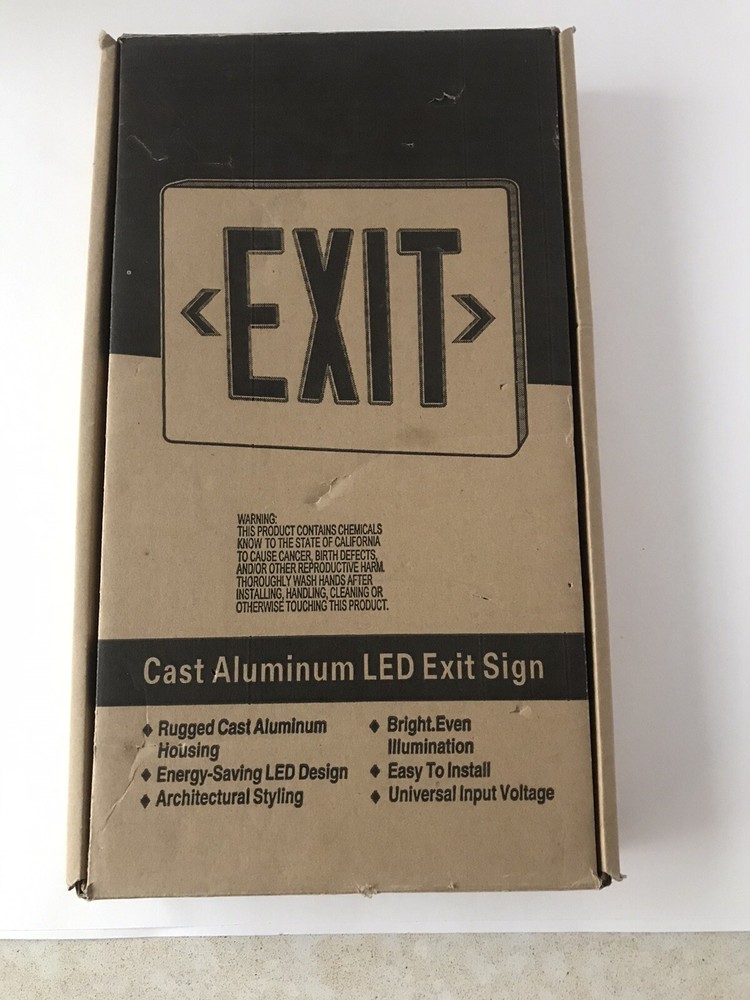 EXIT
WARNING:
THIS PRODUCT CONTAINS CHEMICALS
KNOW TO THE STATE OF CALIFORNIA
TO CAUSE CANCER, BIRTH DEFECTS,
AND/OR OTHER REPRODUCTIVE HARM.
THOROUGHLY WASH HANDS AFTER
INSTALLING, HANDLING, CLEANING OR
OTHERWISE TOUCHING THIS PRODUCT.
Cast Aluminum LED Exit Sign
♦ Rugged Cast Aluminum
Housing
♦ Energy-Saving LED Design
♦ Architectural Styling
♦ Bright.Even
Illumination
♦ Easy To Install
♦ Universal Input Voltage